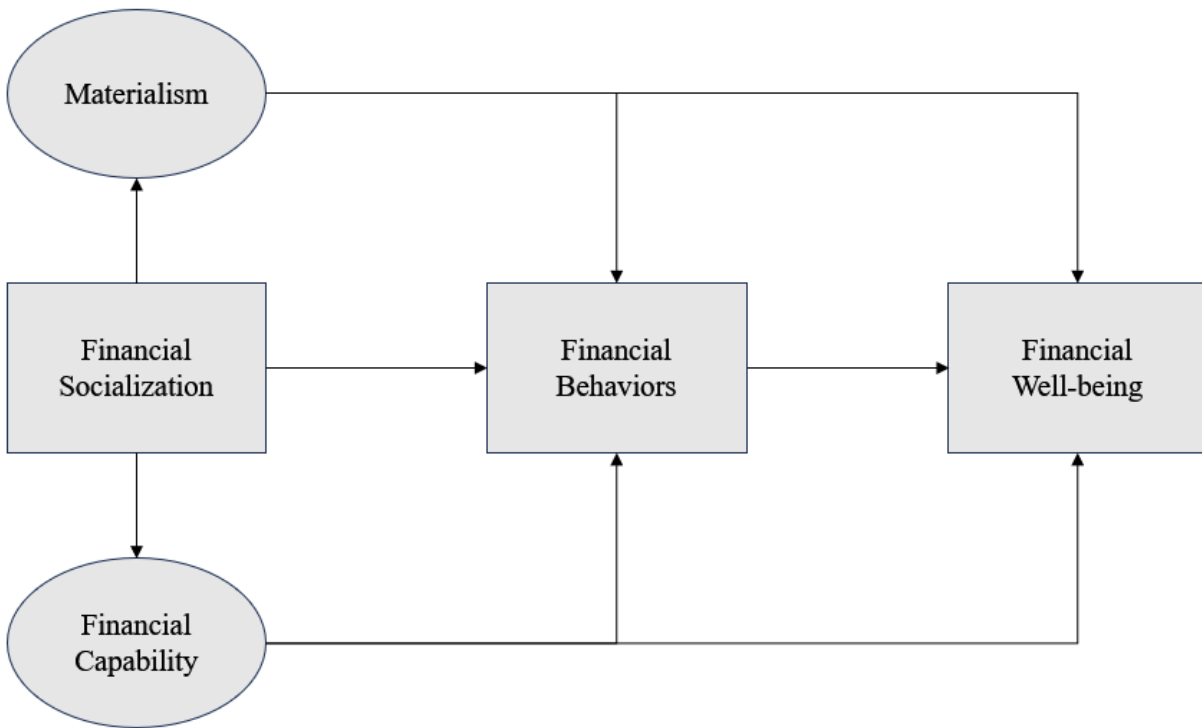 Materialism
Financial
Socialization
Financial
Behaviors
Financial
Well-being
Financial
Capability